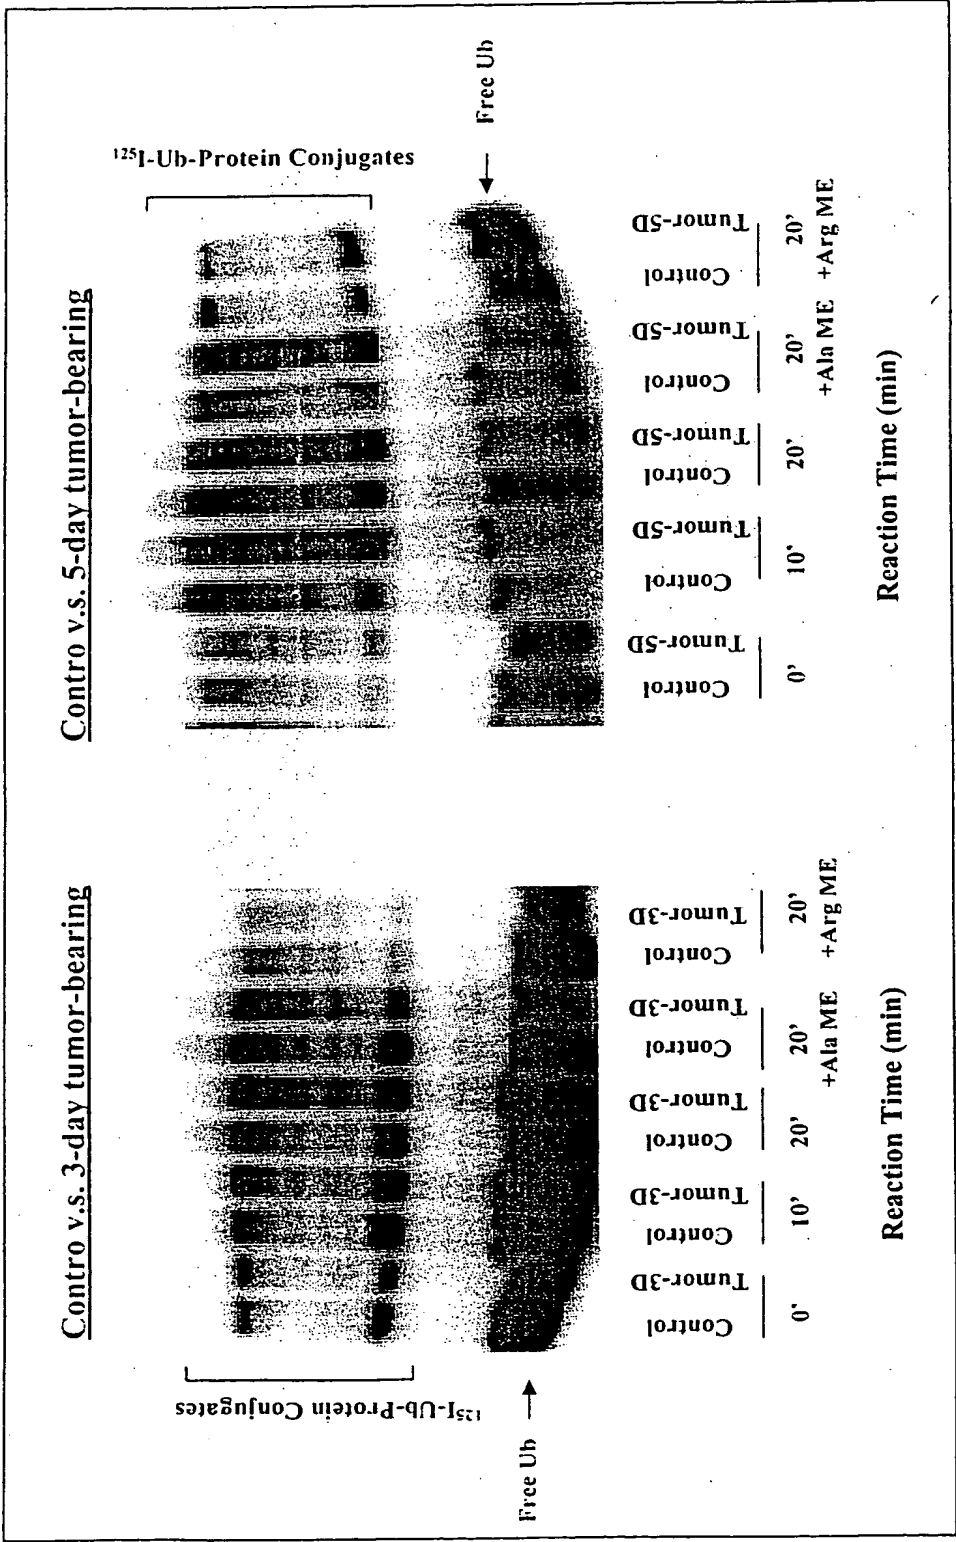 Contro v.s. 3-day tumor-bearing
¹²⁵I-Ub-Protein Conjugates
Free Ub
Control
Tumor-3D
Control
Tumor-3D
Control
Tumor-3D
Control
Tumor-3D
Control
Tumor-3D
0'
10'
20'
20'
20'
+Ala ME
+Arg ME
Reaction Time (min)
Contro v.s. 5-day tumor-bearing
¹²⁵I-Ub-Protein Conjugates
Free Ub
Control
Tumor-5D
Control
Tumor-5D
Control
Tumor-5D
Control
Tumor-5D
Control
Tumor-5D
0'
10'
20'
20'
20'
+Ala ME
+Arg ME
Reaction Time (min)